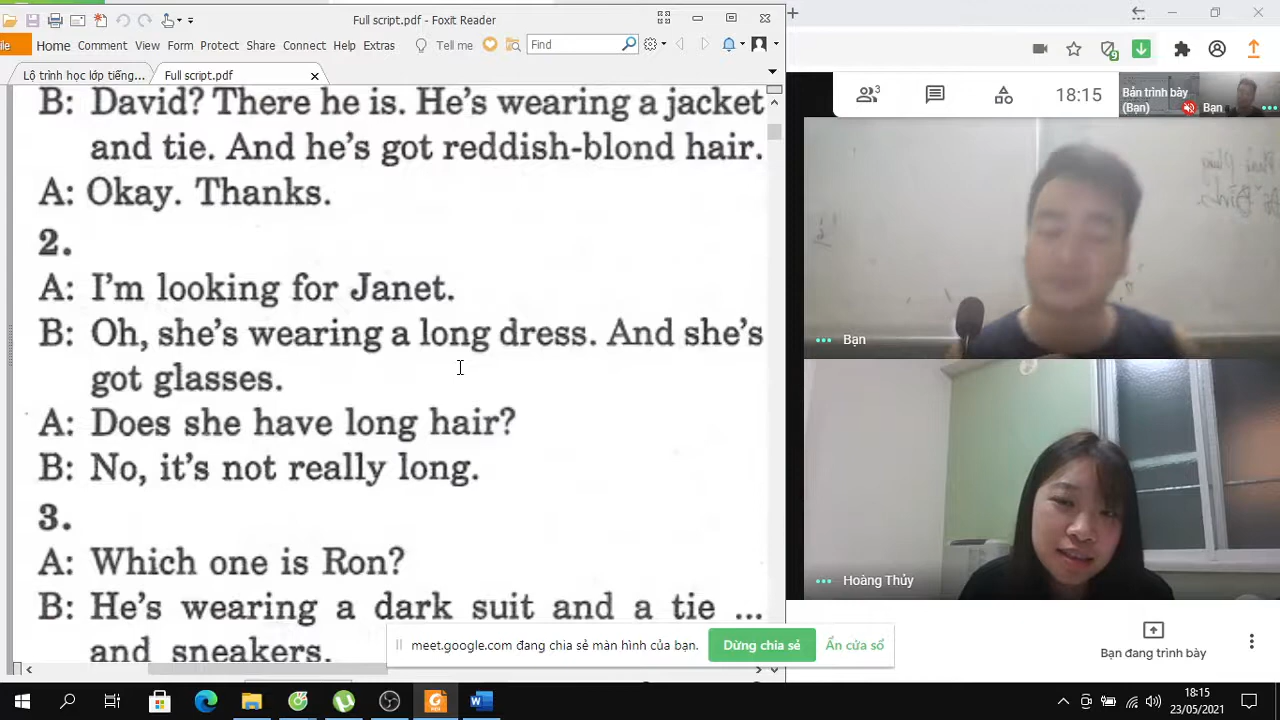 Full script.pdf - Foxit Reader
File Home Comment View Form Protect Share Connect Help Extras Tell me Find
Lộ trình học lớp tiếng... Full script.pdf
B: David? There he is. He's wearing a jacket
and tie. And he's got reddish-blond hair.
A: Okay. Thanks.
2.
A: I'm looking for Janet.
B: Oh, she's wearing a long dress. And she's
got glasses.
A: Does she have long hair?
B: No, it's not really long.
3.
A: Which one is Ron?
B: He's wearing a dark suit and a tie ...
and sneakers.
meet.google.com đang chia sẻ màn hình của bạn. Dừng chia sẻ Ẩn cửa sổ
9
3 18:15
Bản trình bày
(Bạn) Bạn
Bạn
Hoàng Thủy
Bạn đang trình bày
18:15
23/05/2021